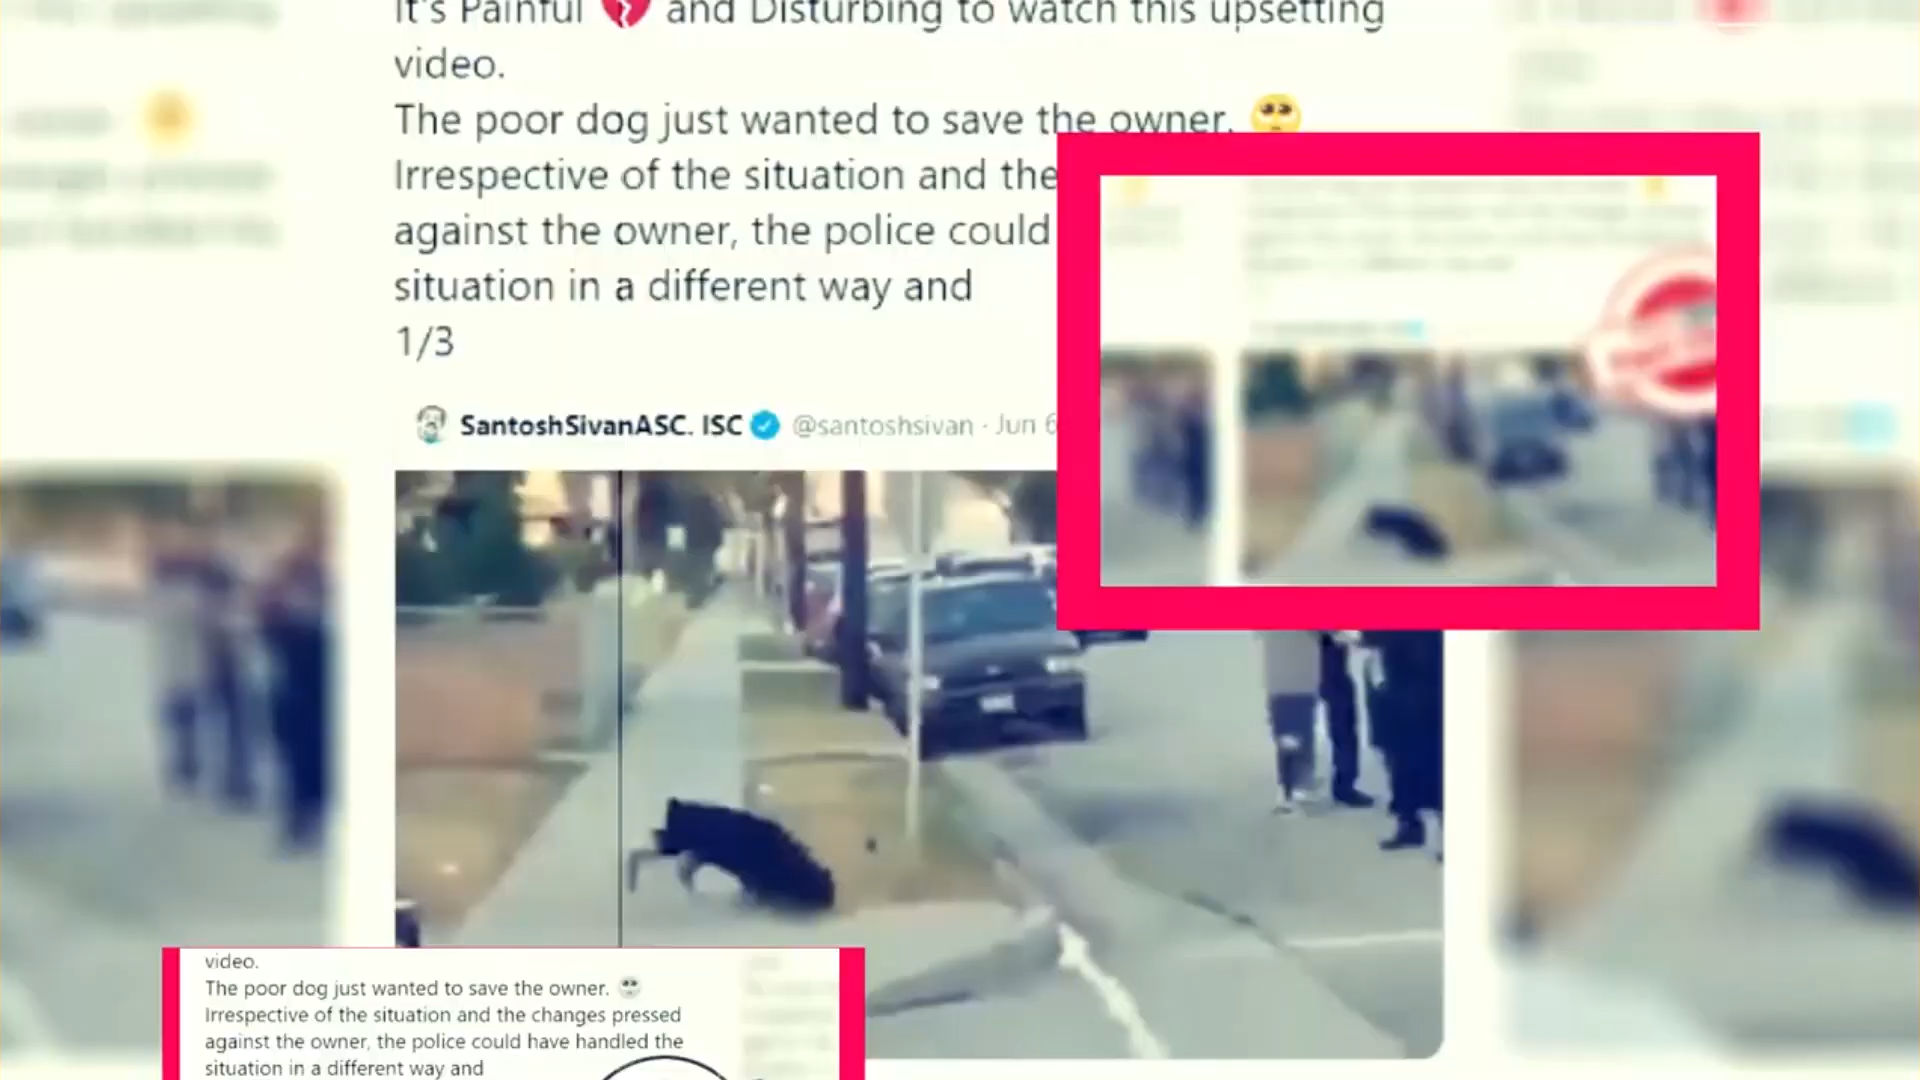 It's Painful 💔 and Disturbing to watch this upsetting
video.
The poor dog just wanted to save the owner. 🥺
Irrespective of the situation and the
against the owner, the police could
situation in a different way and
1/3
SantoshSivanASC. ISC @santoshsivan · Jun 6
video.
The poor dog just wanted to save the owner. 🥺
Irrespective of the situation and the changes pressed
against the owner, the police could have handled the
situation in a different way and